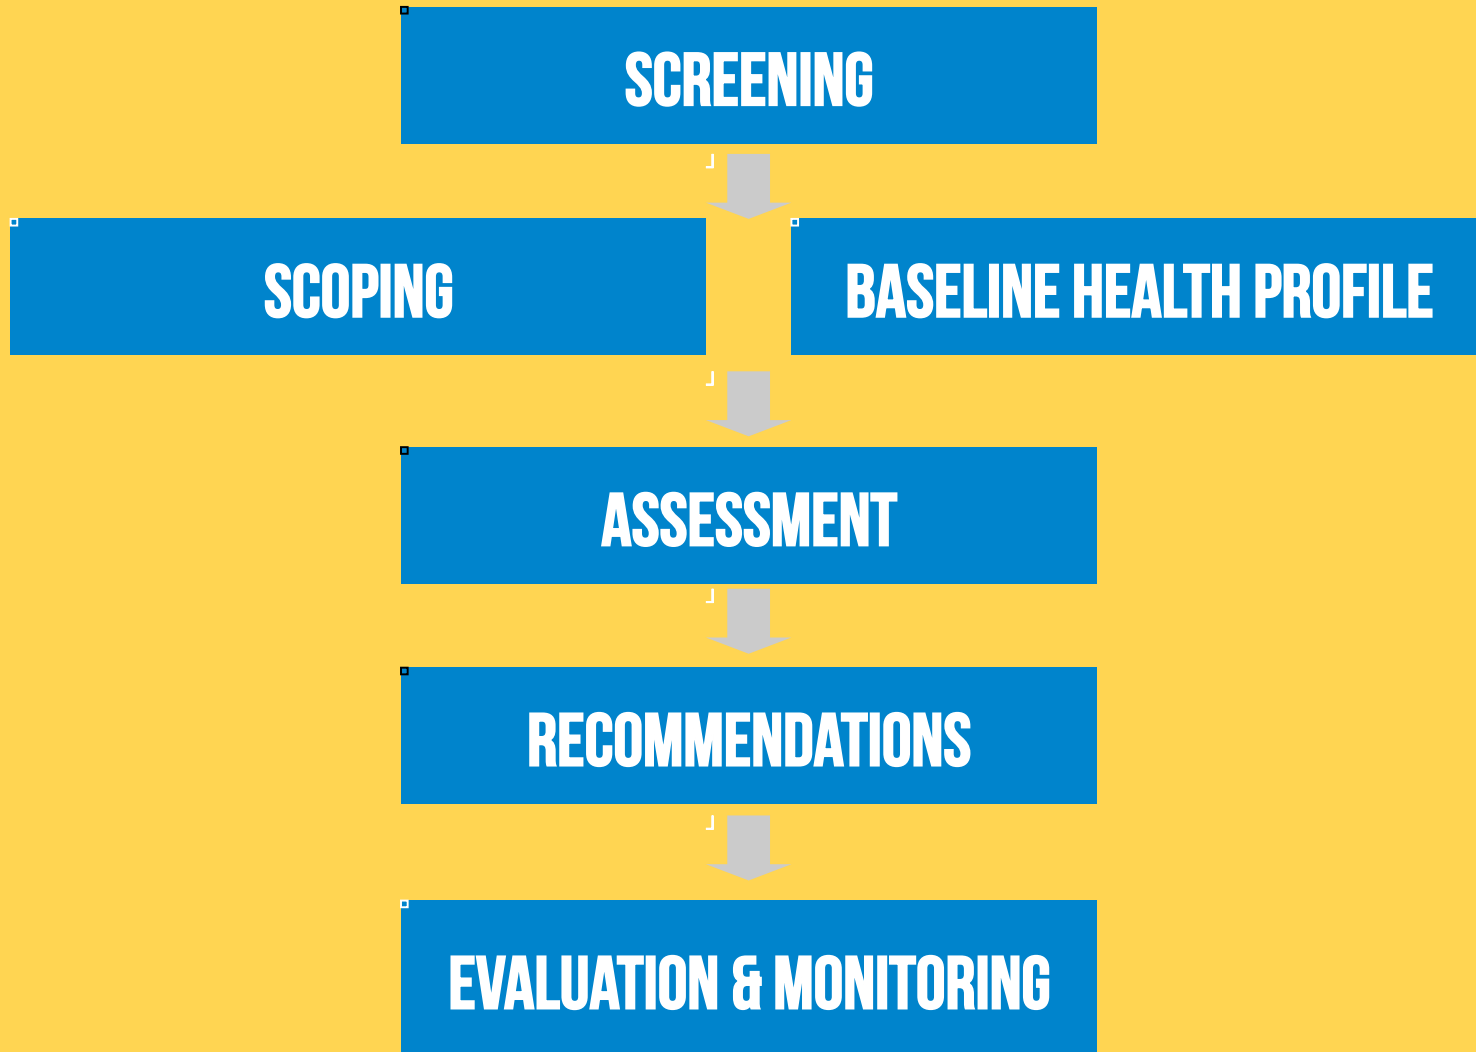 SCREENING
SCOPING
BASELINE HEALTH PROFILE
ASSESSMENT
RECOMMENDATIONS
EVALUATION & MONITORING